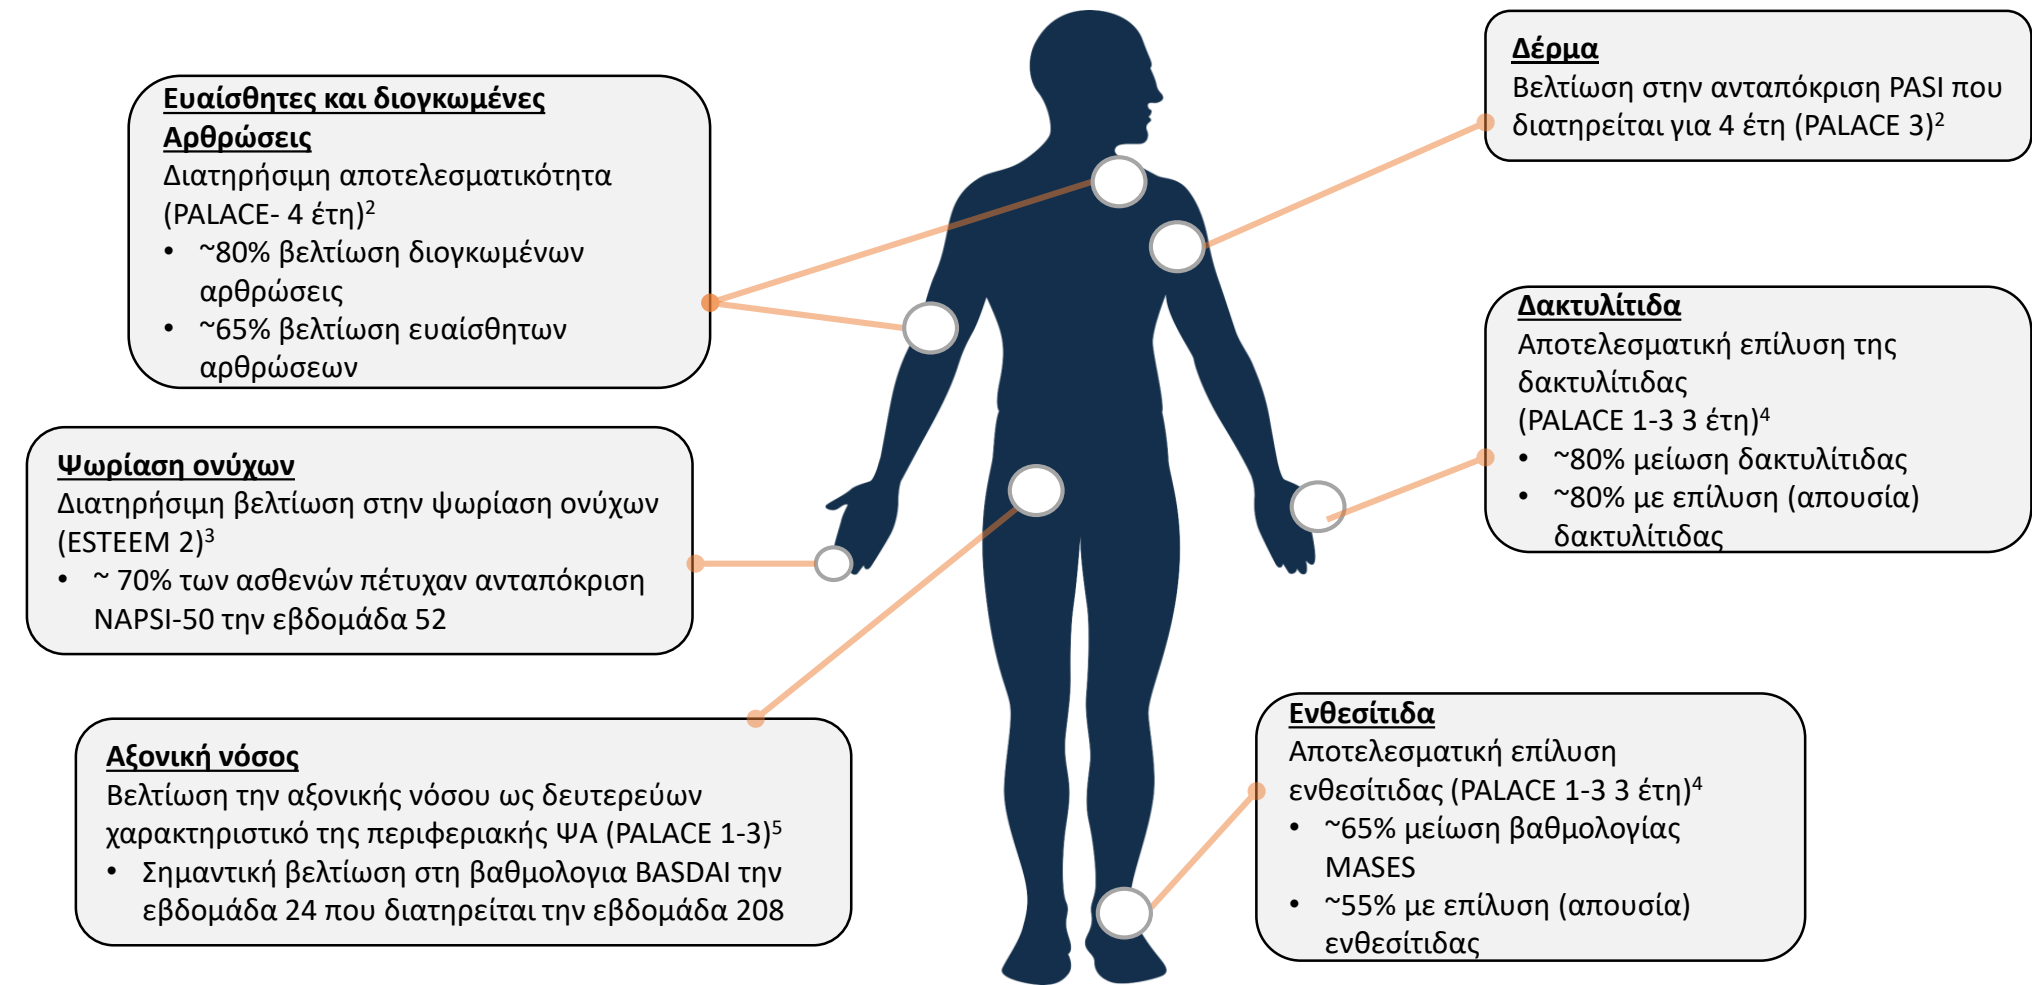 Ευαίσθητες και διογκωμένες
Αρθρώσεις
Διατηρήσιμη αποτελεσματικότητα
(PALACE- 4 έτη)²
• ~80% βελτίωση διογκωμένων
αρθρώσεις
• ~65% βελτίωση ευαίσθητων
αρθρώσεων
Ψωρίαση ονύχων
Διατηρήσιμη βελτίωση στην ψωρίαση ονύχων
(ESTEEM 2)³
• ~ 70% των ασθενών πέτυχαν ανταπόκριση
NAPSI-50 την εβδομάδα 52
Αξονική νόσος
Βελτίωση την αξονικής νόσου ως δευτερεύων
χαρακτηριστικό της περιφεριακής ΨΑ (PALACE 1-3)⁵
• Σημαντική βελτίωση στη βαθμολογια BASDAI την
εβδομάδα 24 που διατηρείται την εβδομάδα 208
Δέρμα
Βελτίωση στην ανταπόκριση PASI που
διατηρείται για 4 έτη (PALACE 3)²
Δακτυλίτιδα
Αποτελεσματική επίλυση της
δακτυλίτιδας
(PALACE 1-3 3 έτη)⁴
• ~80% μείωση δακτυλίτιδας
• ~80% με επίλυση (απουσία)
δακτυλίτιδας
Ενθεσίτιδα
Αποτελεσματική επίλυση
ενθεσίτιδας (PALACE 1-3 3 έτη)⁴
• ~65% μείωση βαθμολογίας
MASES
• ~55% με επίλυση (απουσία)
ενθεσίτιδας